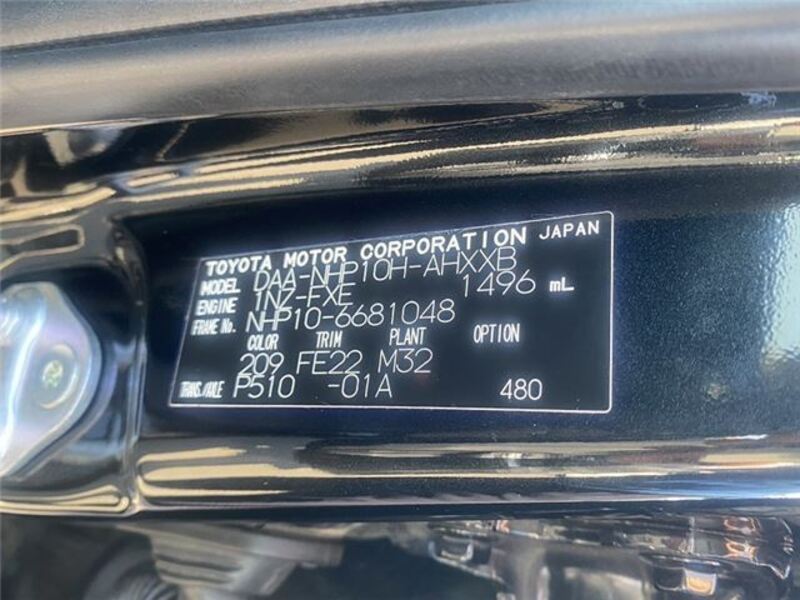 TOYOTA MOTOR CORPORATION JAPAN
MODEL DAA-NHP10H-AHXXB
ENGINE 1NZ-FXE 1496 mL
FRAME No. NHP10-6681048
COLOR TRIM PLANT OPTION
209 FE22 M32
TRANS./AXLE P510 -01A 480